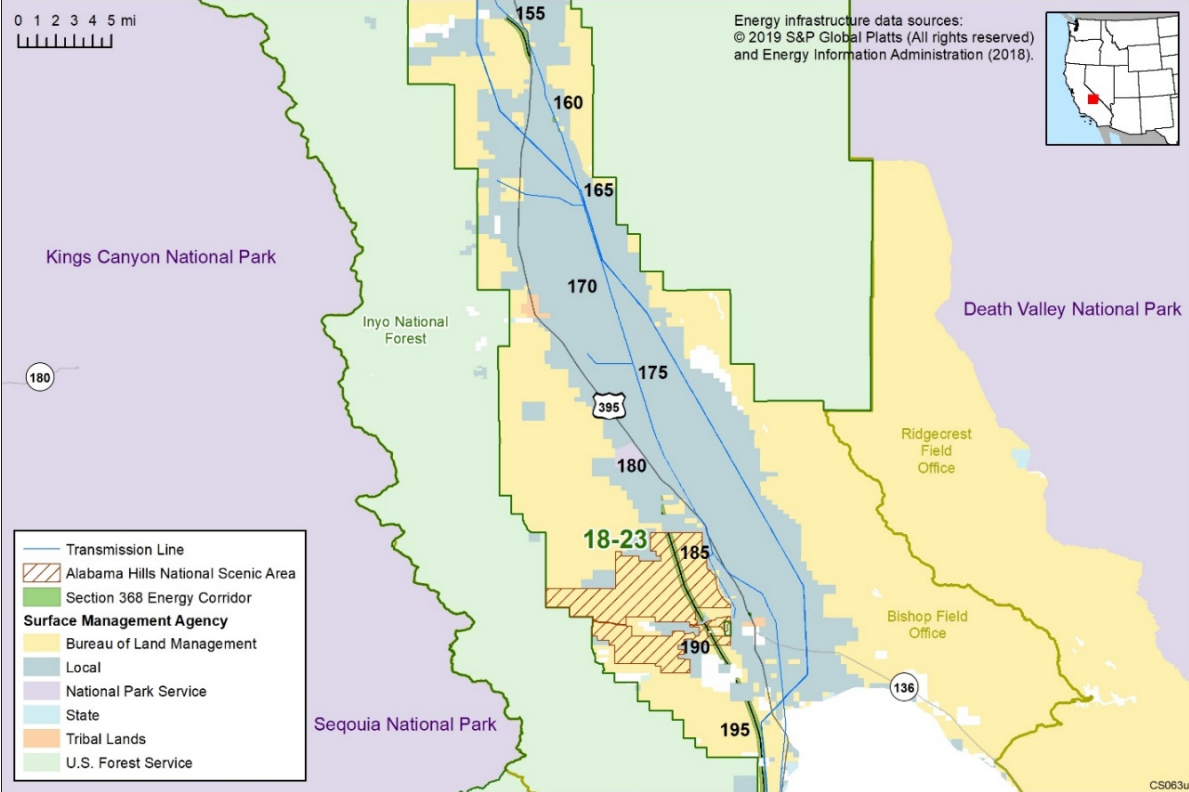 0 1 2 3 4 5 mi
155
Energy infrastructure data sources:
© 2019 S&P Global Platts (All rights reserved)
and Energy Information Administration (2018).
160
165
Kings Canyon National Park
170
Death Valley National Park
Inyo National
Forest
180
175
395
Ridgecrest
Field
Office
180
18-23
185
Bishop Field
Office
190
136
Seqouia National Park
195
Transmission Line
Alabama Hills National Scenic Area
Section 368 Energy Corridor
Surface Management Agency
Bureau of Land Management
Local
National Park Service
State
Tribal Lands
U.S. Forest Service
CS063u